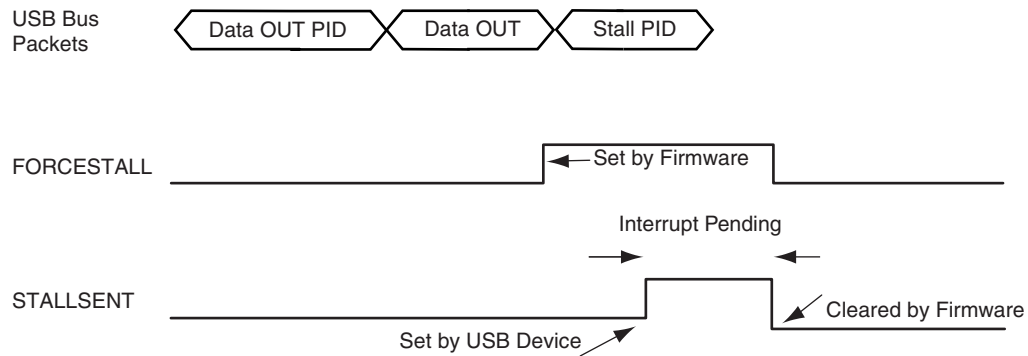 USB Bus
Packets
Data OUT PID
Data OUT
Stall PID
FORCESTALL
Set by Firmware
Interrupt Pending
STALLSENT
Cleared by Firmware
Set by USB Device